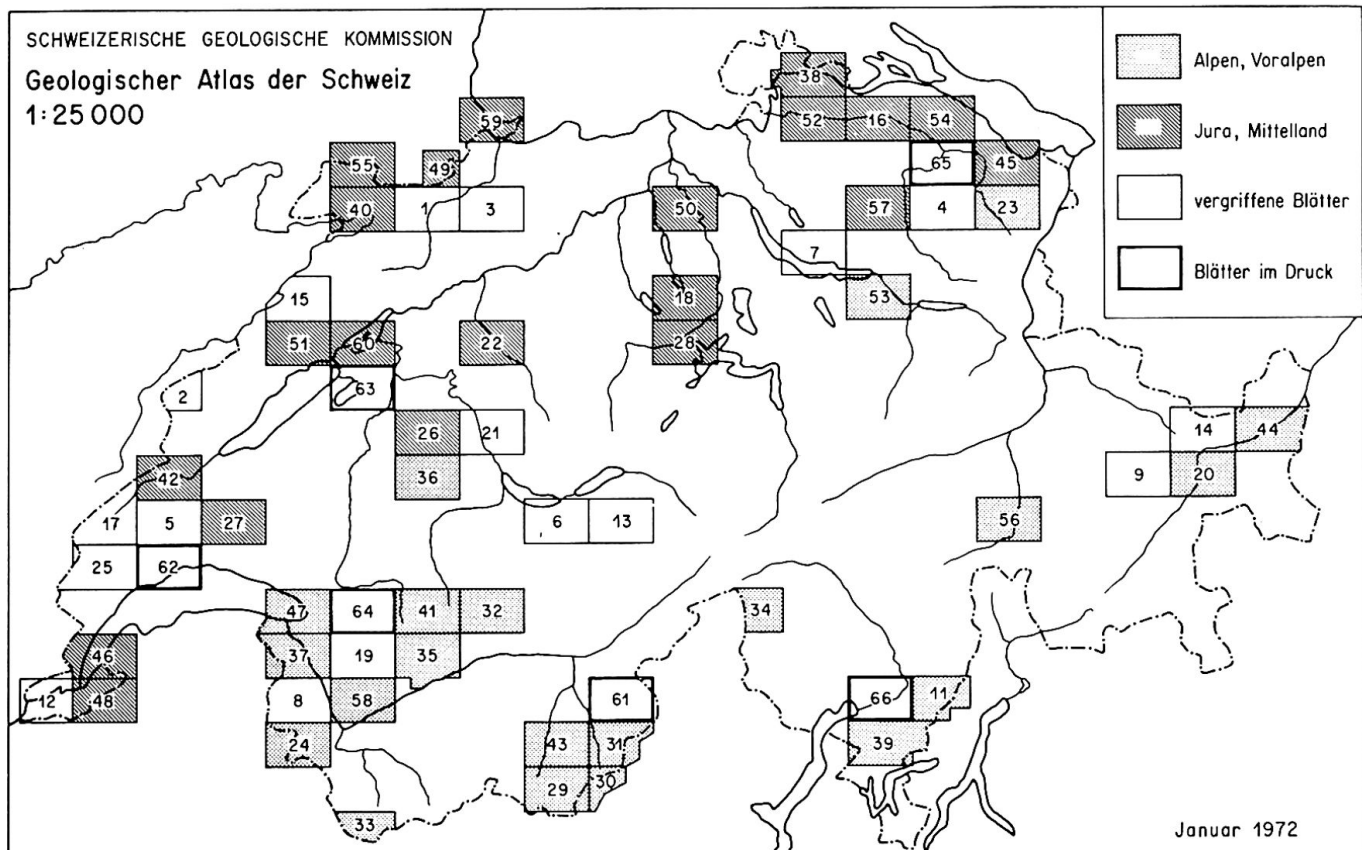 SCHWEIZERISCHE GEOLOGISCHE KOMMISSION
Geologischer Atlas der Schweiz
1:25 000
Alpen, Voralpen
Jura, Mittelland
vergriffene Blätter
Blätter im Druck
38
59
52 16 54
55 49 65 45
40 1 3 50 57 4 23
7
15 18 53
51 60 22 28
2 63
26 21 14 44
42 36 9 20
17 5 27 6 13 56
25 62
47 64 41 32 34
46 37 19 35
12 48 8 58 61 66 11
24 43 31 39
29 30
33
Januar 1972